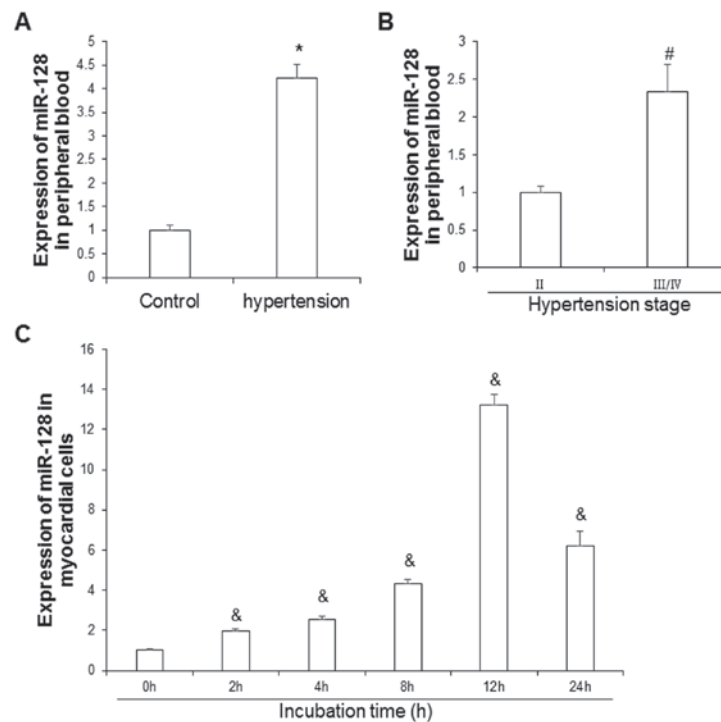 A
Expression of miR-128
in peripheral blood
5
4.5
4
3.5
3
2.5
2
1.5
1
0.5
0
*
Control hypertension
B
Expression of miR-128
in peripheral blood
3
2.5
2
1.5
1
0.5
0
#
II III/IV
Hypertension stage
C
Expression of miR-128 in
myocardial cells
16
14
12
10
8
6
4
2
0
& & & & &
0h 2h 4h 8h 12h 24h
Incubation time (h)